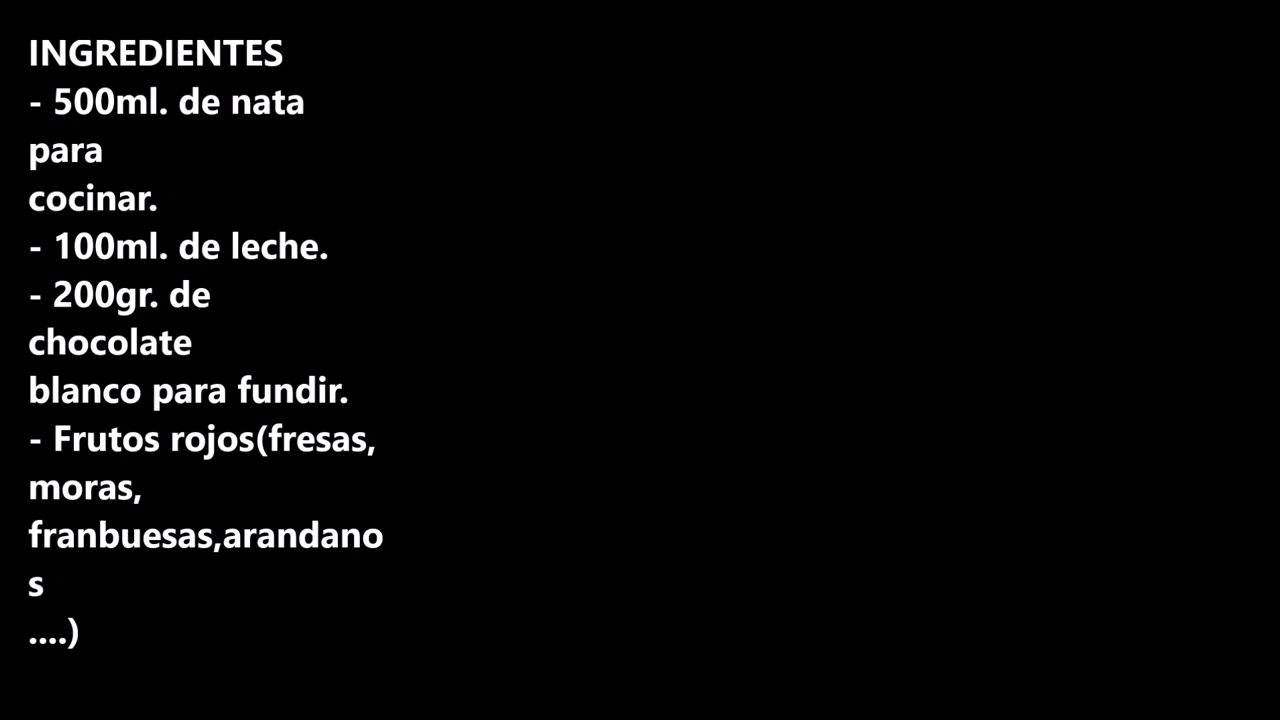 INGREDIENTES
- 500ml. de nata
para
cocinar.
- 100ml. de leche.
- 200gr. de
chocolate
blanco para fundir.
- Frutos rojos(fresas,
moras,
franbuesas,arandano
s
....)